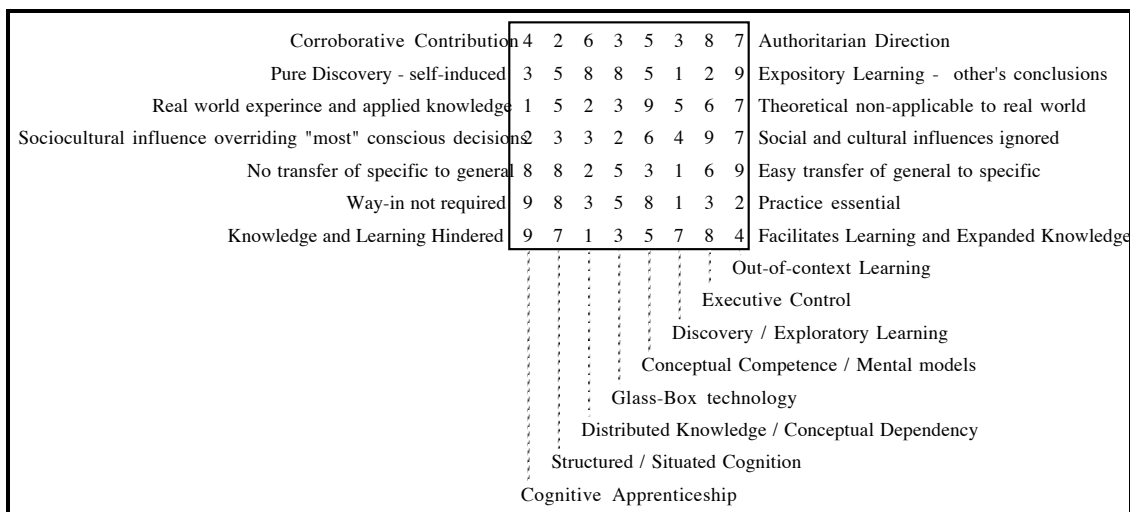 Corroborative Contribution 4 2 6 3 5 3 8 7 Authoritarian Direction
Pure Discovery - self-induced 3 5 8 8 5 1 2 9 Expository Learning - other's conclusions
Real world experince and applied knowledge 1 5 2 3 9 5 6 7 Theoretical non-applicable to real world
Sociocultural influence overriding "most" conscious decisions 2 3 3 2 6 4 9 7 Social and cultural influences ignored
No transfer of specific to general 8 8 2 5 3 1 6 9 Easy transfer of general to specific
Way-in not required 9 8 3 5 8 1 3 2 Practice essential
Knowledge and Learning Hindered 9 7 1 3 5 7 8 4 Facilitates Learning and Expanded Knowledge
Out-of-context Learning
Executive Control
Discovery / Exploratory Learning
Conceptual Competence / Mental models
Glass-Box technology
Distributed Knowledge / Conceptual Dependency
Structured / Situated Cognition
Cognitive Apprenticeship